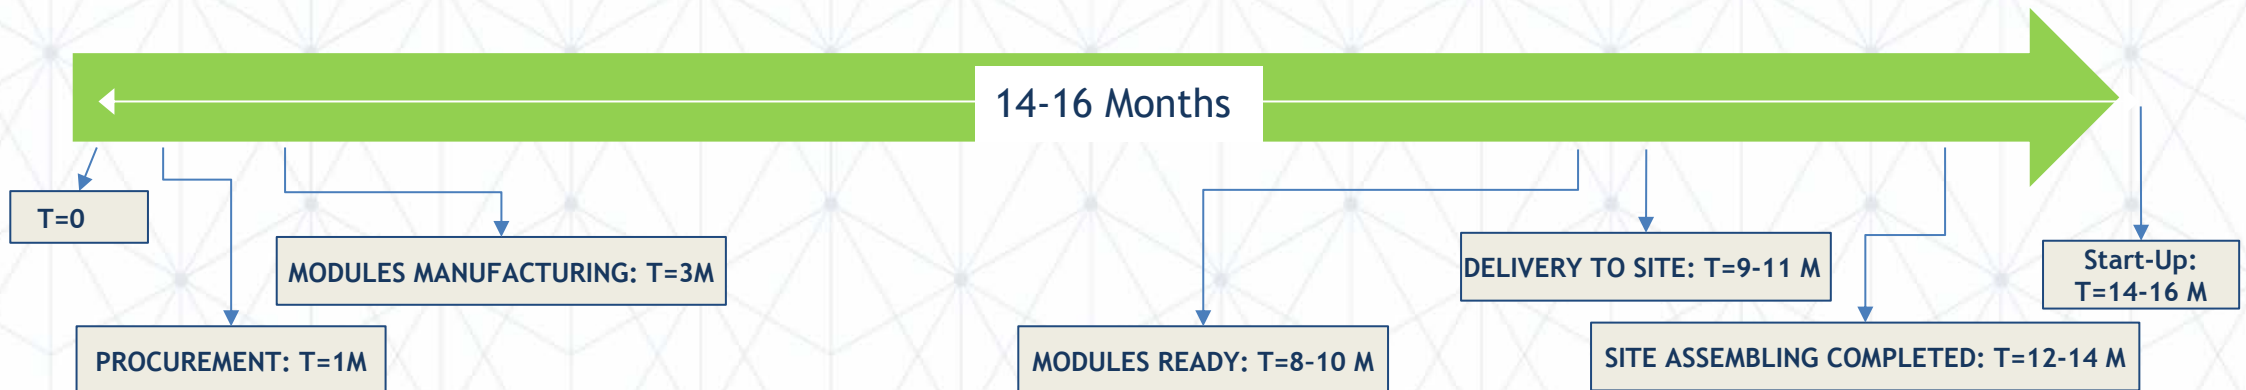 14-16 Months
T=0
PROCUREMENT: T=1M
MODULES MANUFACTURING: T=3M
MODULES READY: T=8-10 M
DELIVERY TO SITE: T=9-11 M
SITE ASSEMBLING COMPLETED: T=12-14 M
Start-Up:
T=14-16 M